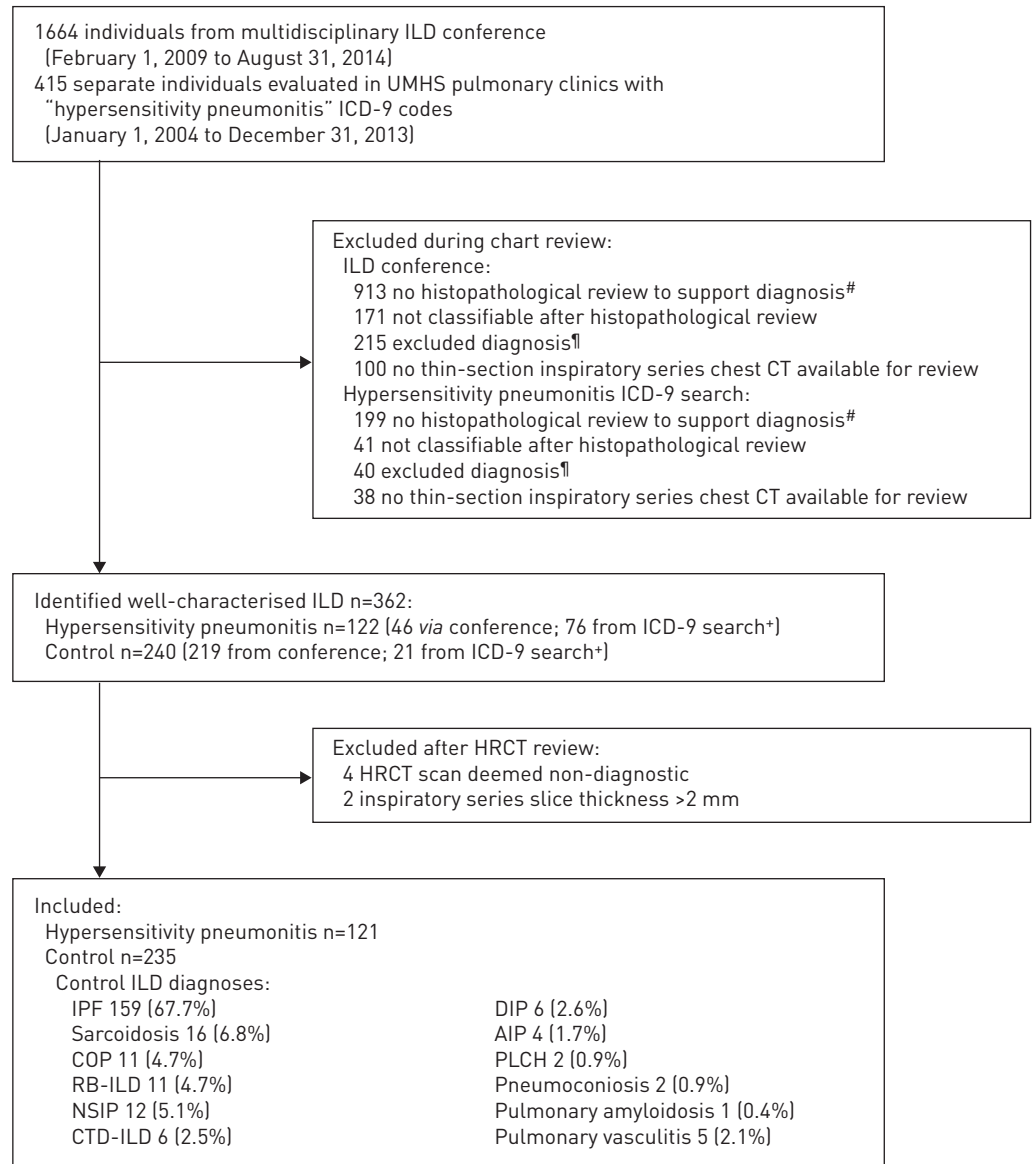 1664 individuals from multidisciplinary ILD conference
(February 1, 2009 to August 31, 2014)
415 separate individuals evaluated in UMHS pulmonary clinics with
"hypersensitivity pneumonitis" ICD-9 codes
(January 1, 2004 to December 31, 2013)
Excluded during chart review:
ILD conference:
913 no histopathological review to support diagnosis#
171 not classifiable after histopathological review
215 excluded diagnosis¶
100 no thin-section inspiratory series chest CT available for review
Hypersensitivity pneumonitis ICD-9 search:
199 no histopathological review to support diagnosis#
41 not classifiable after histopathological review
40 excluded diagnosis¶
38 no thin-section inspiratory series chest CT available for review
Identified well-characterised ILD n=362:
Hypersensitivity pneumonitis n=122 (46 via conference; 76 from ICD-9 search+)
Control n=240 (219 from conference; 21 from ICD-9 search+)
Excluded after HRCT review:
4 HRCT scan deemed non-diagnostic
2 inspiratory series slice thickness >2 mm
Included:
Hypersensitivity pneumonitis n=121
Control n=235
Control ILD diagnoses:
IPF 159 (67.7%)
Sarcoidosis 16 (6.8%)
COP 11 (4.7%)
RB-ILD 11 (4.7%)
NSIP 12 (5.1%)
CTD-ILD 6 (2.5%)
DIP 6 (2.6%)
AIP 4 (1.7%)
PLCH 2 (0.9%)
Pneumoconiosis 2 (0.9%)
Pulmonary amyloidosis 1 (0.4%)
Pulmonary vasculitis 5 (2.1%)